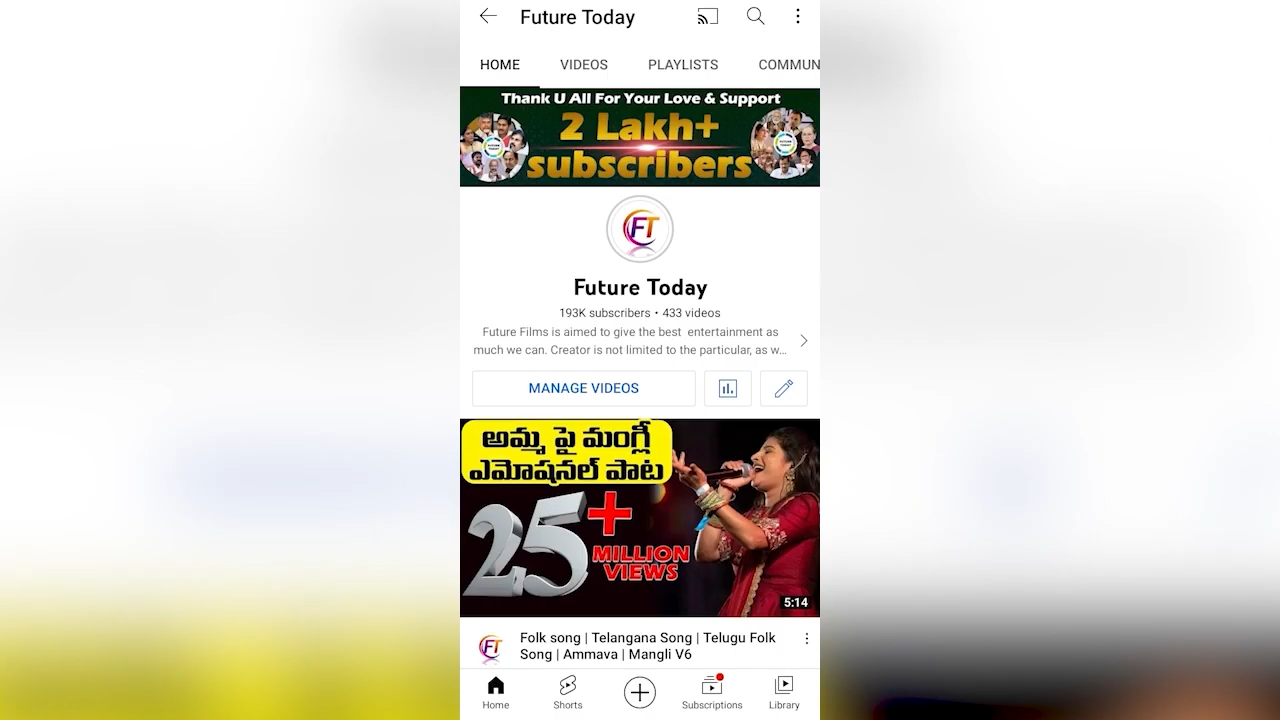 Future Today
HOME VIDEOS PLAYLISTS COMMUN
Thank U All For Your Love & Support
2 Lakh+
subscribers
FT
Future Today
193K subscribers • 433 videos
Future Films is aimed to give the best entertainment as
much we can. Creator is not limited to the particular, as w...
MANAGE VIDEOS
అమ్మ పై మంగ్లీ
ఎమోషనల్ పాట
25+
MILLION
VIEWS
5:14
FT
Folk song | Telangana Song | Telugu Folk
Song | Ammava | Mangli V6
Home Shorts Subscriptions Library